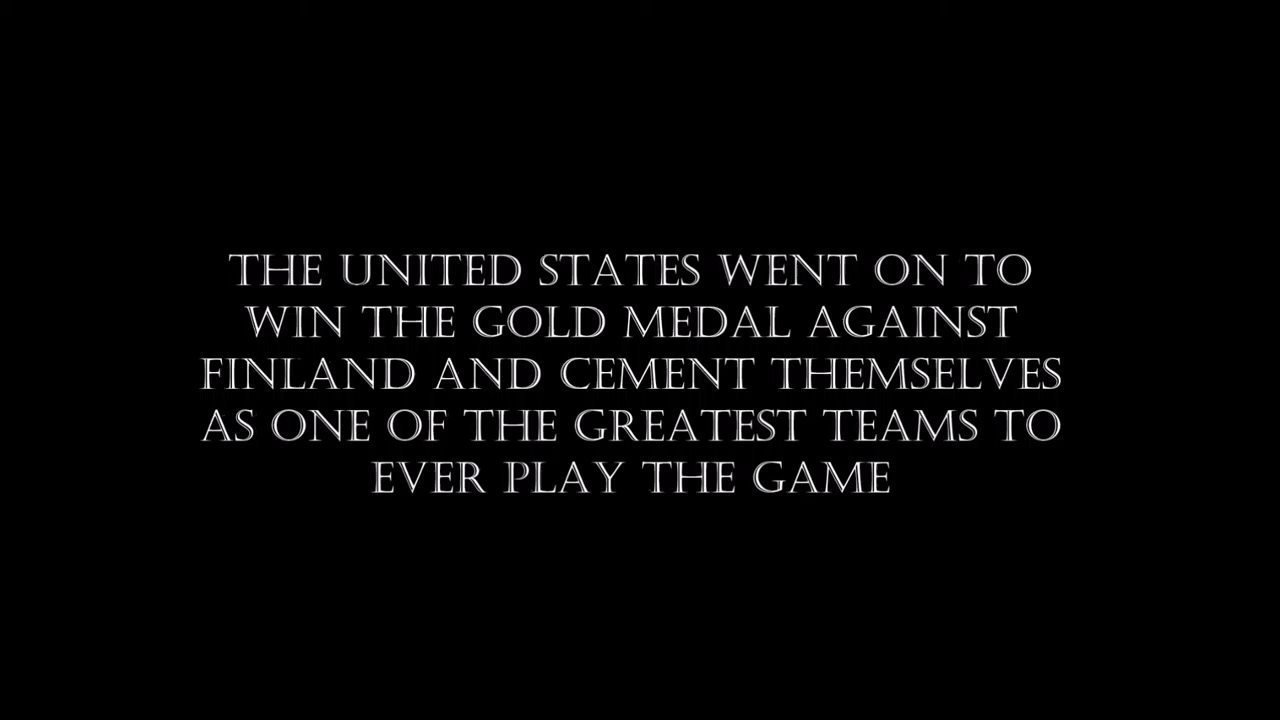 THE UNITED STATES WENT ON TO
WIN THE GOLD MEDAL AGAINST
FINLAND AND CEMENT THEMSELVES
AS ONE OF THE GREATEST TEAMS TO
EVER PLAY THE GAME